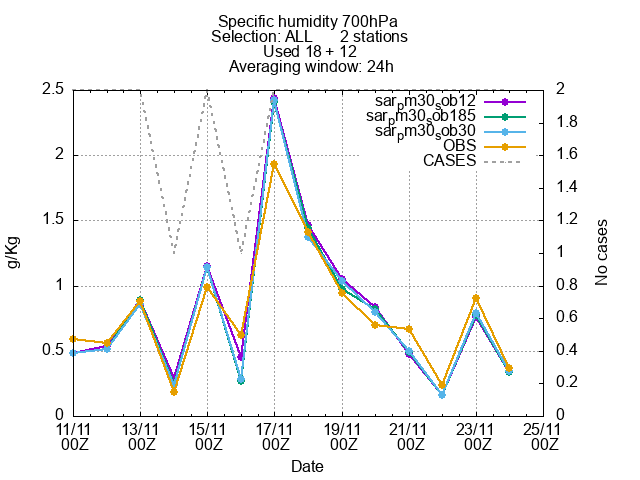 Specific humidity 700hPa
Selection: ALL 2 stations
Used 18 + 12
Averaging window: 24h
g/Kg
2.5
2
1.5
1
0.5
0
sarpm30sob12
sarpm30sob185
sarpm30sob30
OBS
CASES
2
1.8
1.6
1.4
1.2
1
0.8
0.6
0.4
0.2
0
No cases
11/11 13/11 15/11 17/11 19/11 21/11 23/11 25/11
00Z 00Z 00Z 00Z 00Z 00Z 00Z 00Z
Date